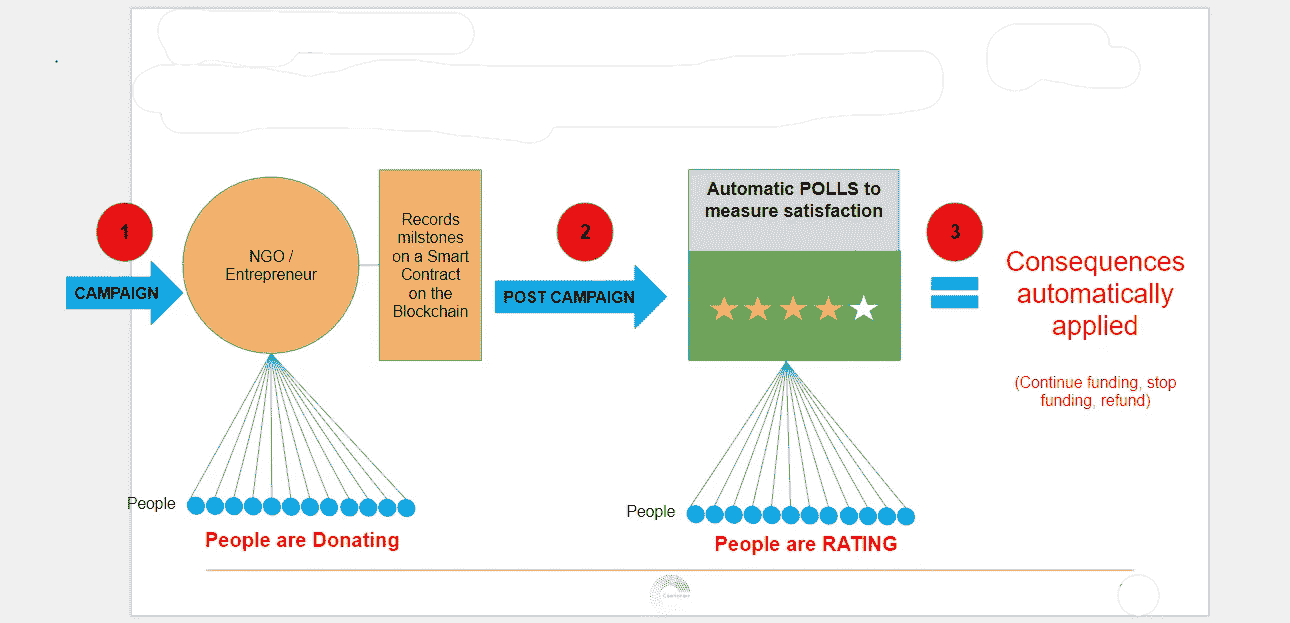 1
CAMPAIGN
NGO /
Entrepreneur
Records
milstones
on a Smart
Contract
on the
Blockchain
People
People are Donating
2
POST CAMPAIGN
Automatic POLLS to
measure satisfaction
People
People are RATING
3
Consequences
automatically
applied
(Continue funding, stop
funding, refund)